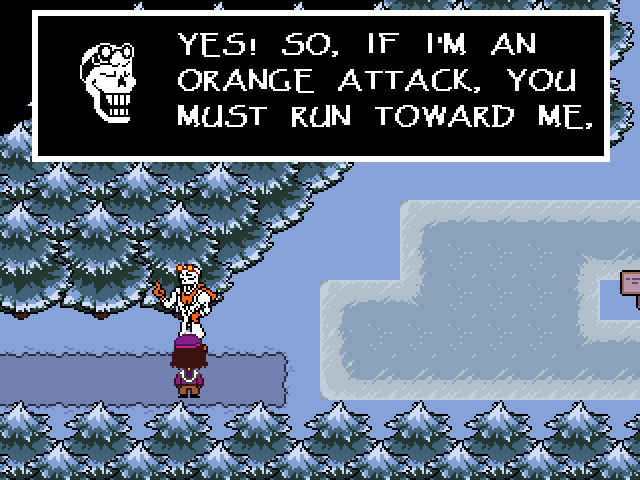 YES! SO, IF I'M AN
ORANGE ATTACK, YOU
MUST RUN TOWARD ME,